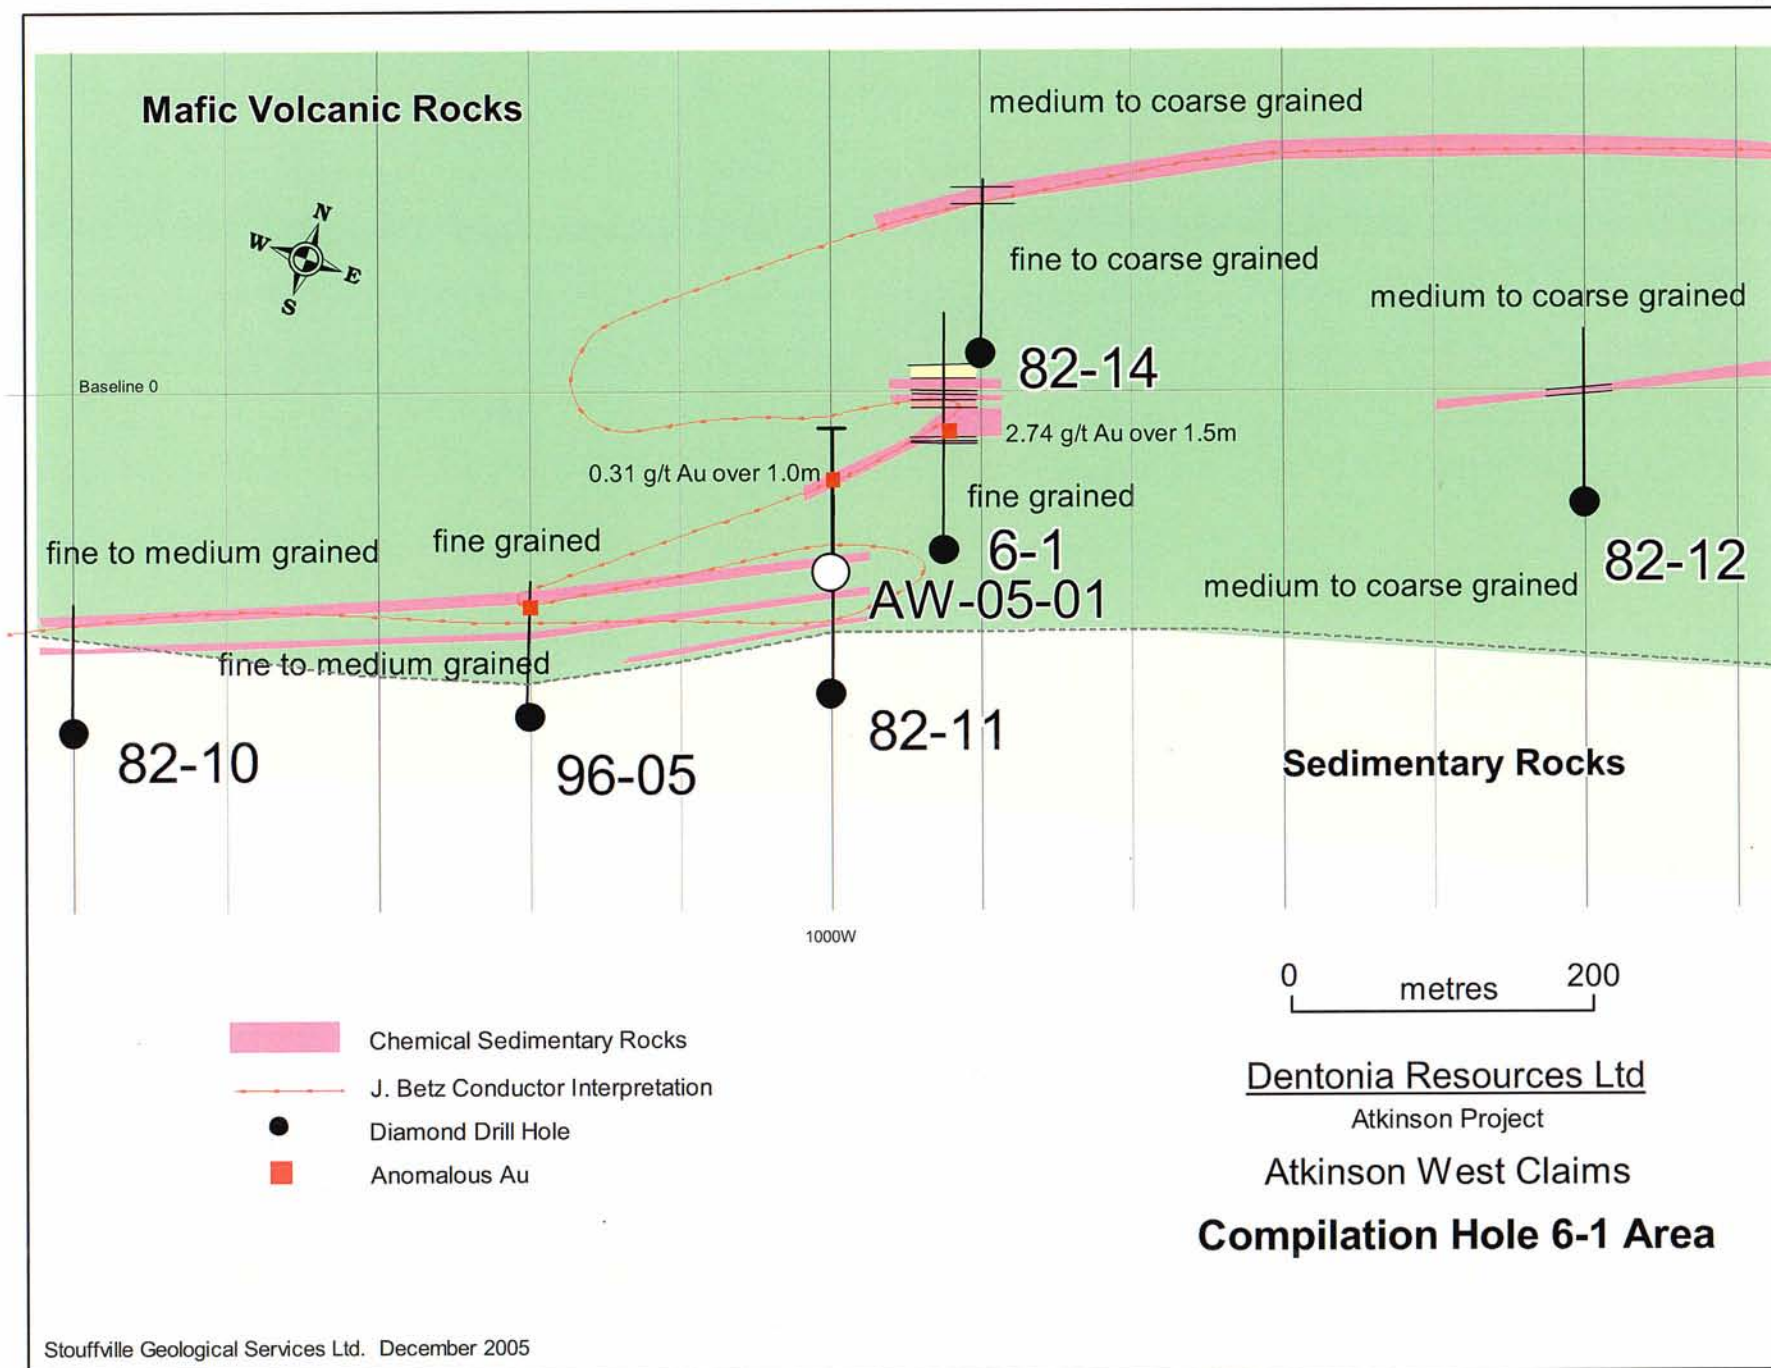 Mafic Volcanic Rocks
medium to coarse grained
N
W
E
S
fine to coarse grained
medium to coarse grained
82-14
Baseline 0
2.74 g/t Au over 1.5m
0.31 g/t Au over 1.0m
fine grained
fine to medium grained
fine grained
6-1
82-12
AW-05-01
medium to coarse grained
fine to medium grained
82-11
82-10
96-05
Sedimentary Rocks
1000W
0
200
metres
Chemical Sedimentary Rocks
J. Betz Conductor Interpretation
Diamond Drill Hole
Anomalous Au
Dentonia Resources Ltd
Atkinson Project
Atkinson West Claims
Compilation Hole 6-1 Area
Stouffville Geological Services Ltd. December 2005